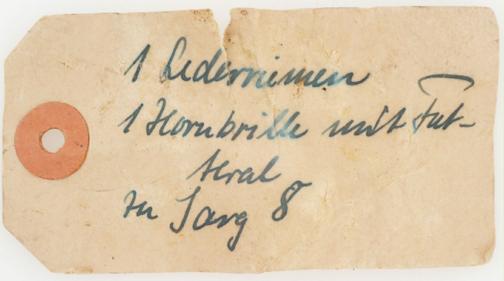 1 Lederriemen
1 Hornbrille mit Fut-
teral
zu Sarg 8